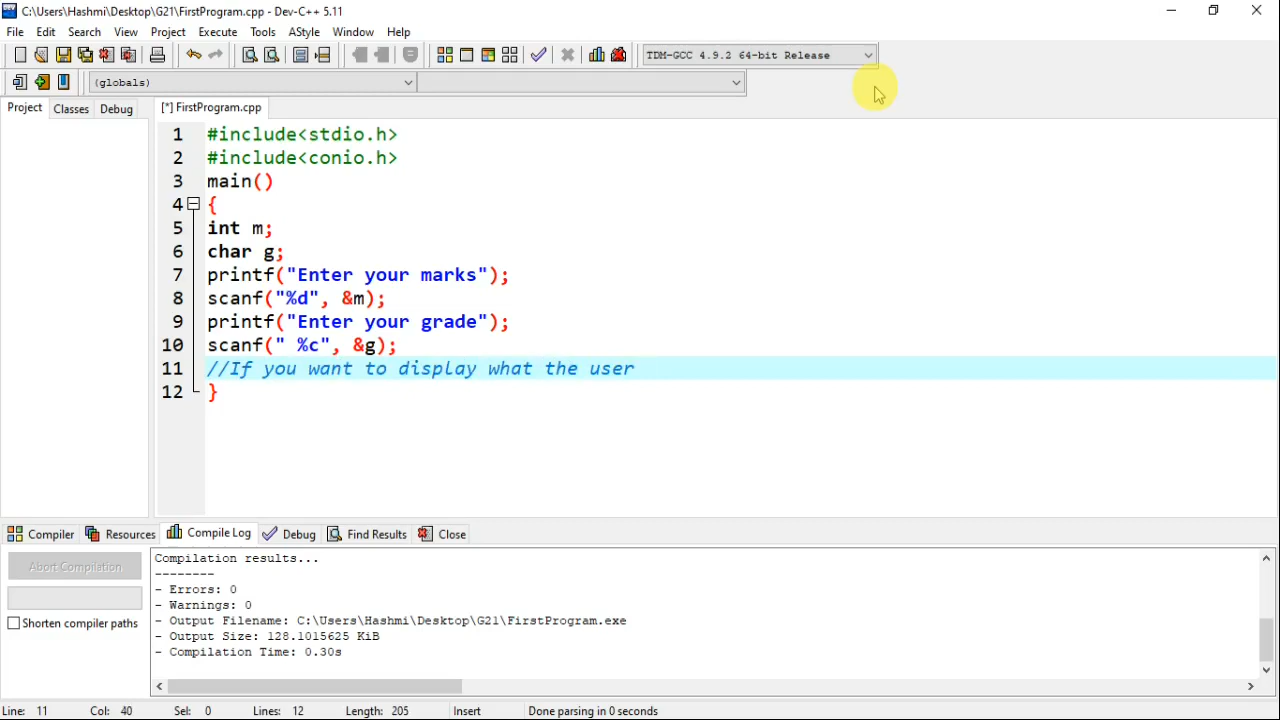 C:\Users\Hashmi\Desktop\G21\FirstProgram.cpp - Dev-C++ 5.11
File Edit Search View Project Execute Tools AStyle Window Help
TDM-GCC 4.9.2 64-bit Release
(globals)
Project Classes Debug [*] FirstProgram.cpp
1 #include<stdio.h>
2 #include<conio.h>
3 main()
4 {
5 int m;
6 char g;
7 printf("Enter your marks");
8 scanf("%d", &m);
9 printf("Enter your grade");
10 scanf(" %c", &g);
11 //If you want to display what the user
12 }
Compiler Resources Compile Log Debug Find Results Close
Abort Compilation
Shorten compiler paths
Compilation results...
--------
- Errors: 0
- Warnings: 0
- Output Filename: C:\Users\Hashmi\Desktop\G21\FirstProgram.exe
- Output Size: 128.1015625 KiB
- Compilation Time: 0.30s
Line: 11 Col: 40 Sel: 0 Lines: 12 Length: 205 Insert Done parsing in 0 seconds